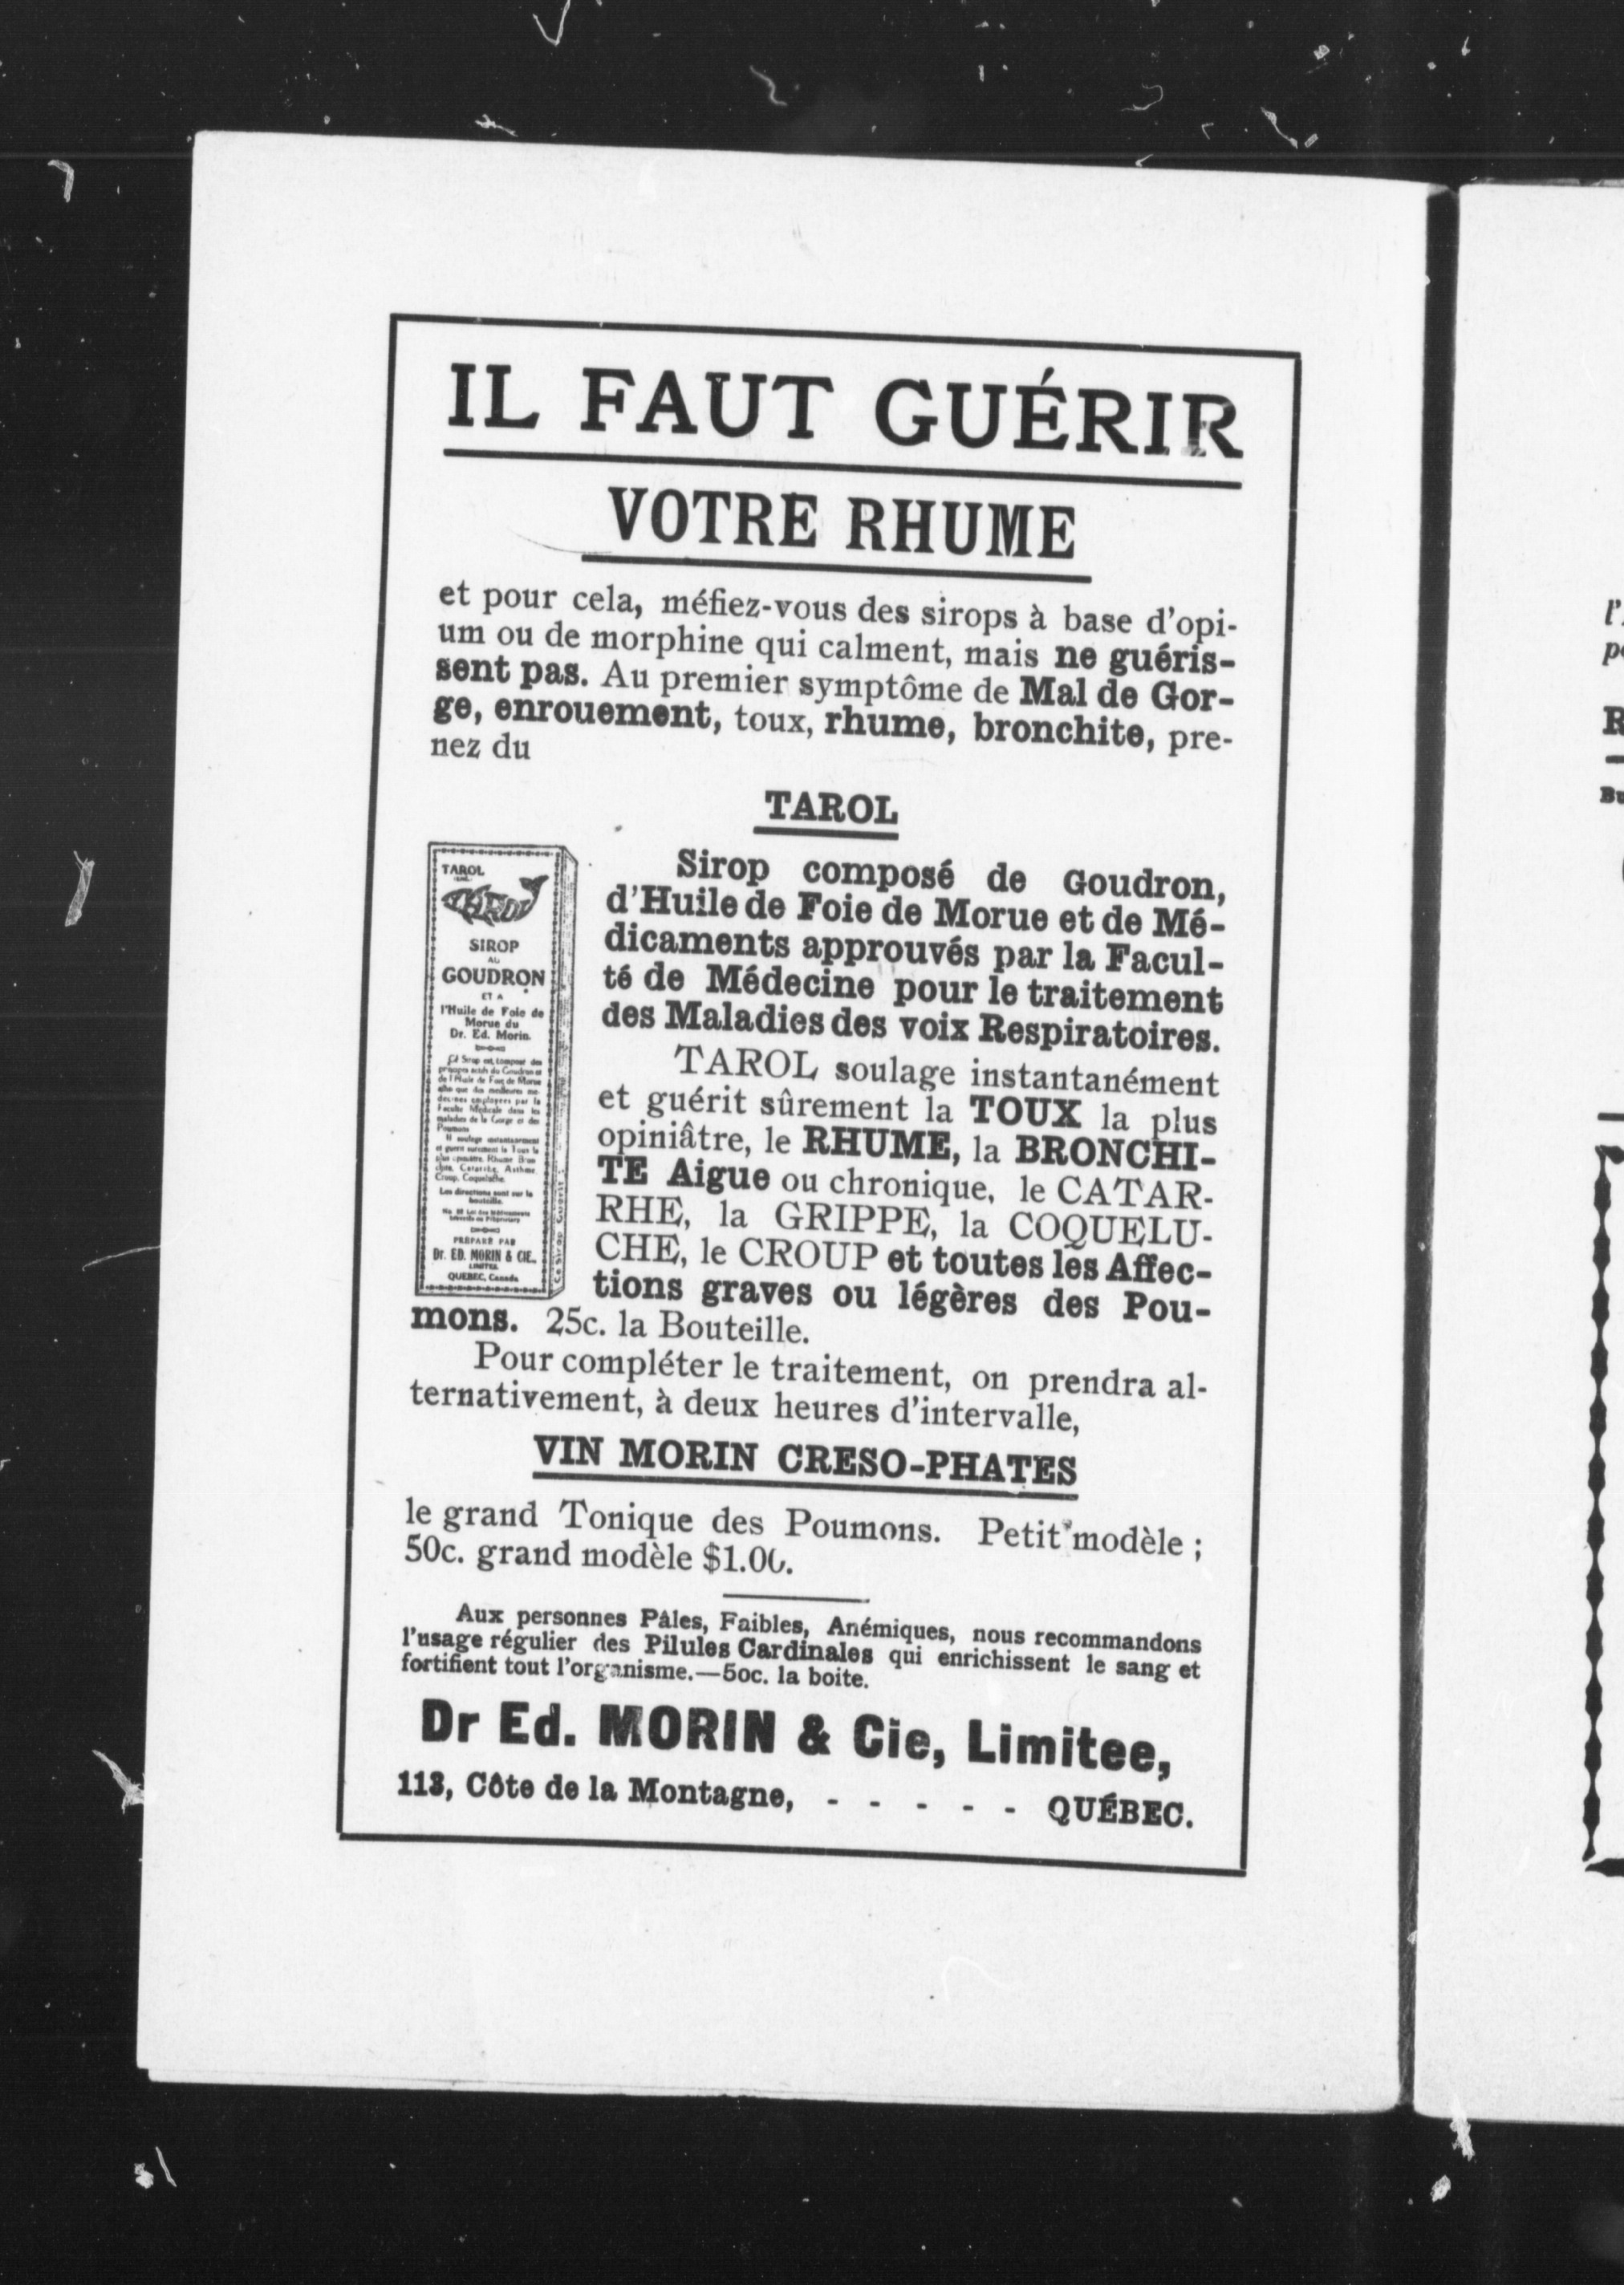 IL FAUT GUÉRIR
VOTRE RHUME
et pour cela, méfiez-vous des sirops à base d'opi-
um ou de morphine qui calment, mais ne guéris-
sent pas. Au premier symptôme de Mal de Gor-
ge, enrouement, toux, rhume, bronchite, pre-
nez du
TAROL
TAROL
SIROP
AU
GOUDRON
ET A
l'Huile de Foie de
Morue du
Dr. Ed. Morin.
Les directions sont sur la
bouteille.
PREPARÉ PAR
Dr. ED. MORIN & CIE.
LIMITEE
QUEBEC, Canada
Sirop composé de Goudron,
d'Huile de Foie de Morue et de Mé-
dicaments approuvés par la Facul-
té de Médecine pour le traitement
des Maladies des voix Respiratoires.
TAROL soulage instantanément
et guérit sûrement la TOUX la plus
opiniâtre, le RHUME, la BRONCHI-
TE Aigue ou chronique, le CATAR-
RHE, la GRIPPE, la COQUELU-
CHE, le CROUP et toutes les Affec-
tions graves ou légères des Pou-
mons. 25c. la Bouteille.
Pour compléter le traitement, on prendra al-
ternativement, à deux heures d'intervalle,
VIN MORIN CRESO-PHATES
le grand Tonique des Poumons. Petit modèle ;
50c. grand modèle $1.00.
Aux personnes Pâles, Faibles, Anémiques, nous recommandons
l'usage régulier des Pilules Cardinales qui enrichissent le sang et
fortifient tout l'organisme.—50c. la boite.
Dr Ed. MORIN & Cie, Limitee,
113, Côte de la Montagne, - - - - - QUÉBEC.